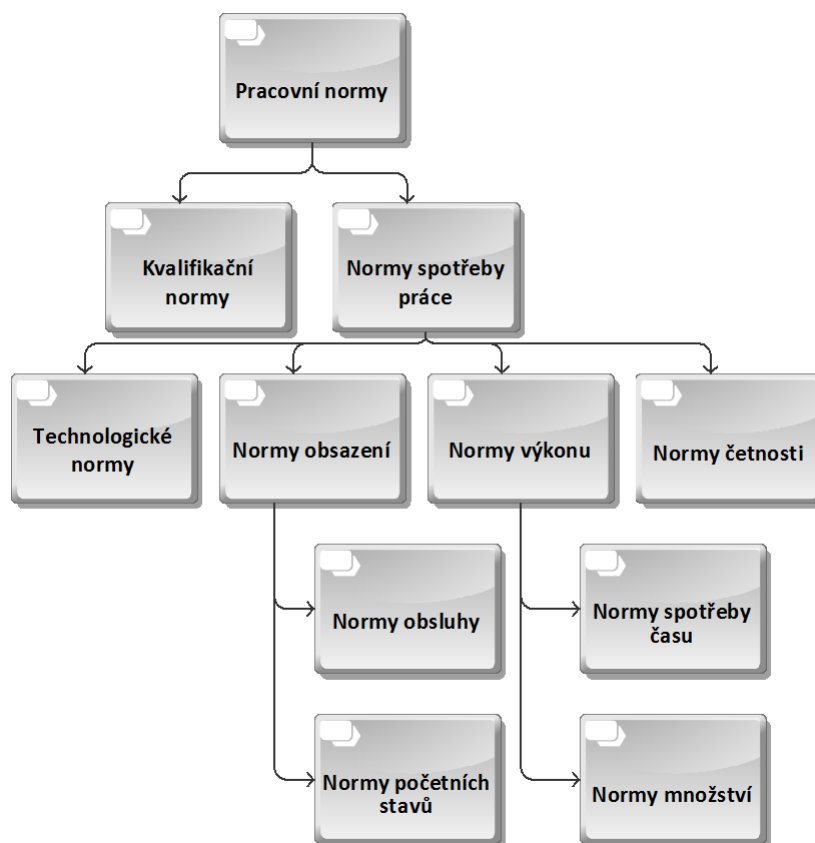 Pracovní normy
Kvalifikační
normy
Normy spotřeby
práce
Technologické
normy
Normy obsazení
Normy výkonu
Normy četnosti
Normy obsluhy
Normy spotřeby
času
Normy početních
stavů
Normy množství